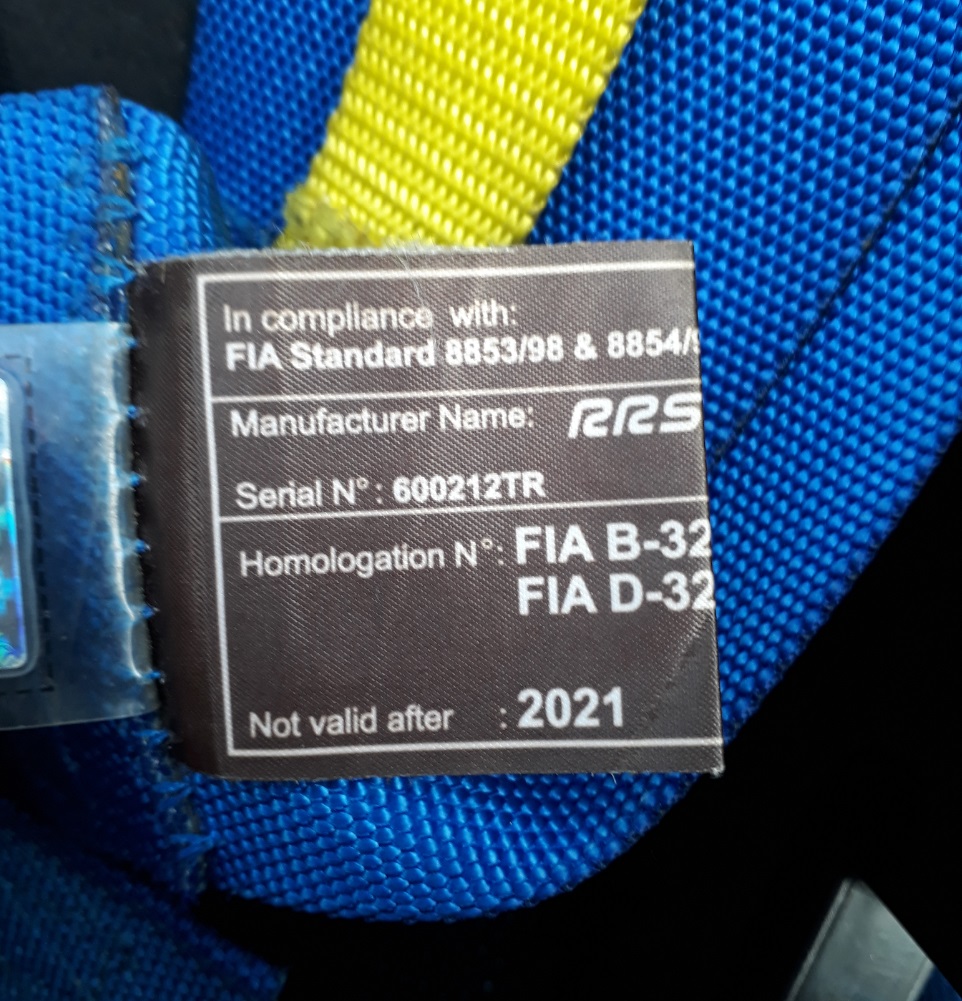 In compliance with:
FIA Standard 8853/98 & 8854/9
Manufacturer Name: RRS
Serial N° : 600212TR
Homologation N°: FIA B-32
FIA D-32
Not valid after : 2021